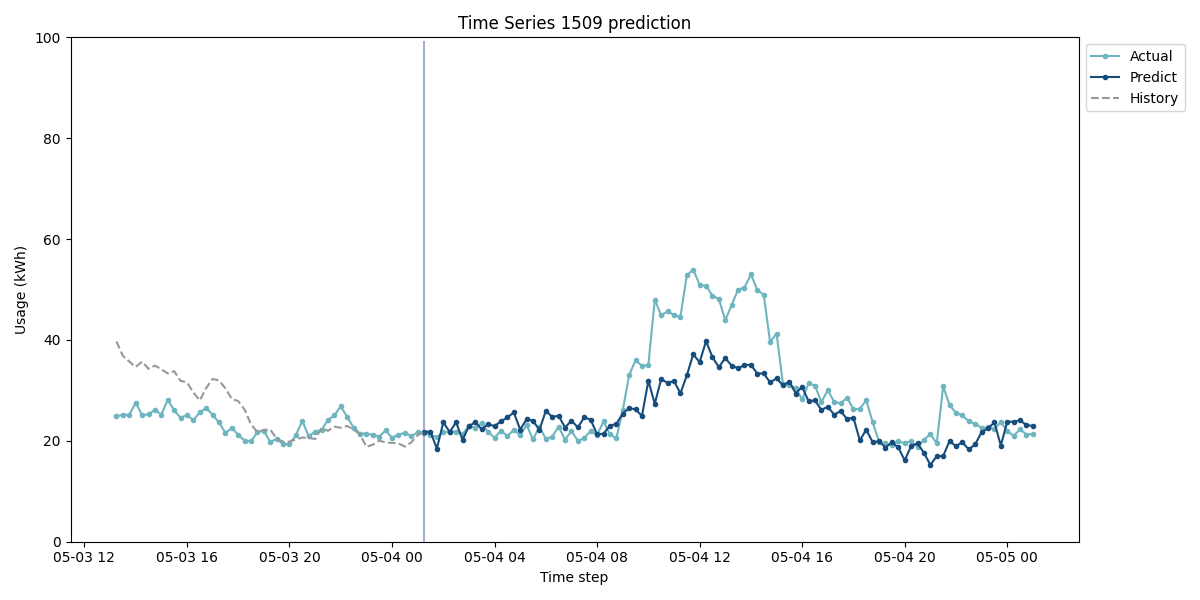 Time Series 1509 prediction
Actual
Predict
History
Usage (kWh)
100
80
60
40
20
0
05-03 12 05-03 16 05-03 20 05-04 00 05-04 04 05-04 08 05-04 12 05-04 16 05-04 20 05-05 00
Time step